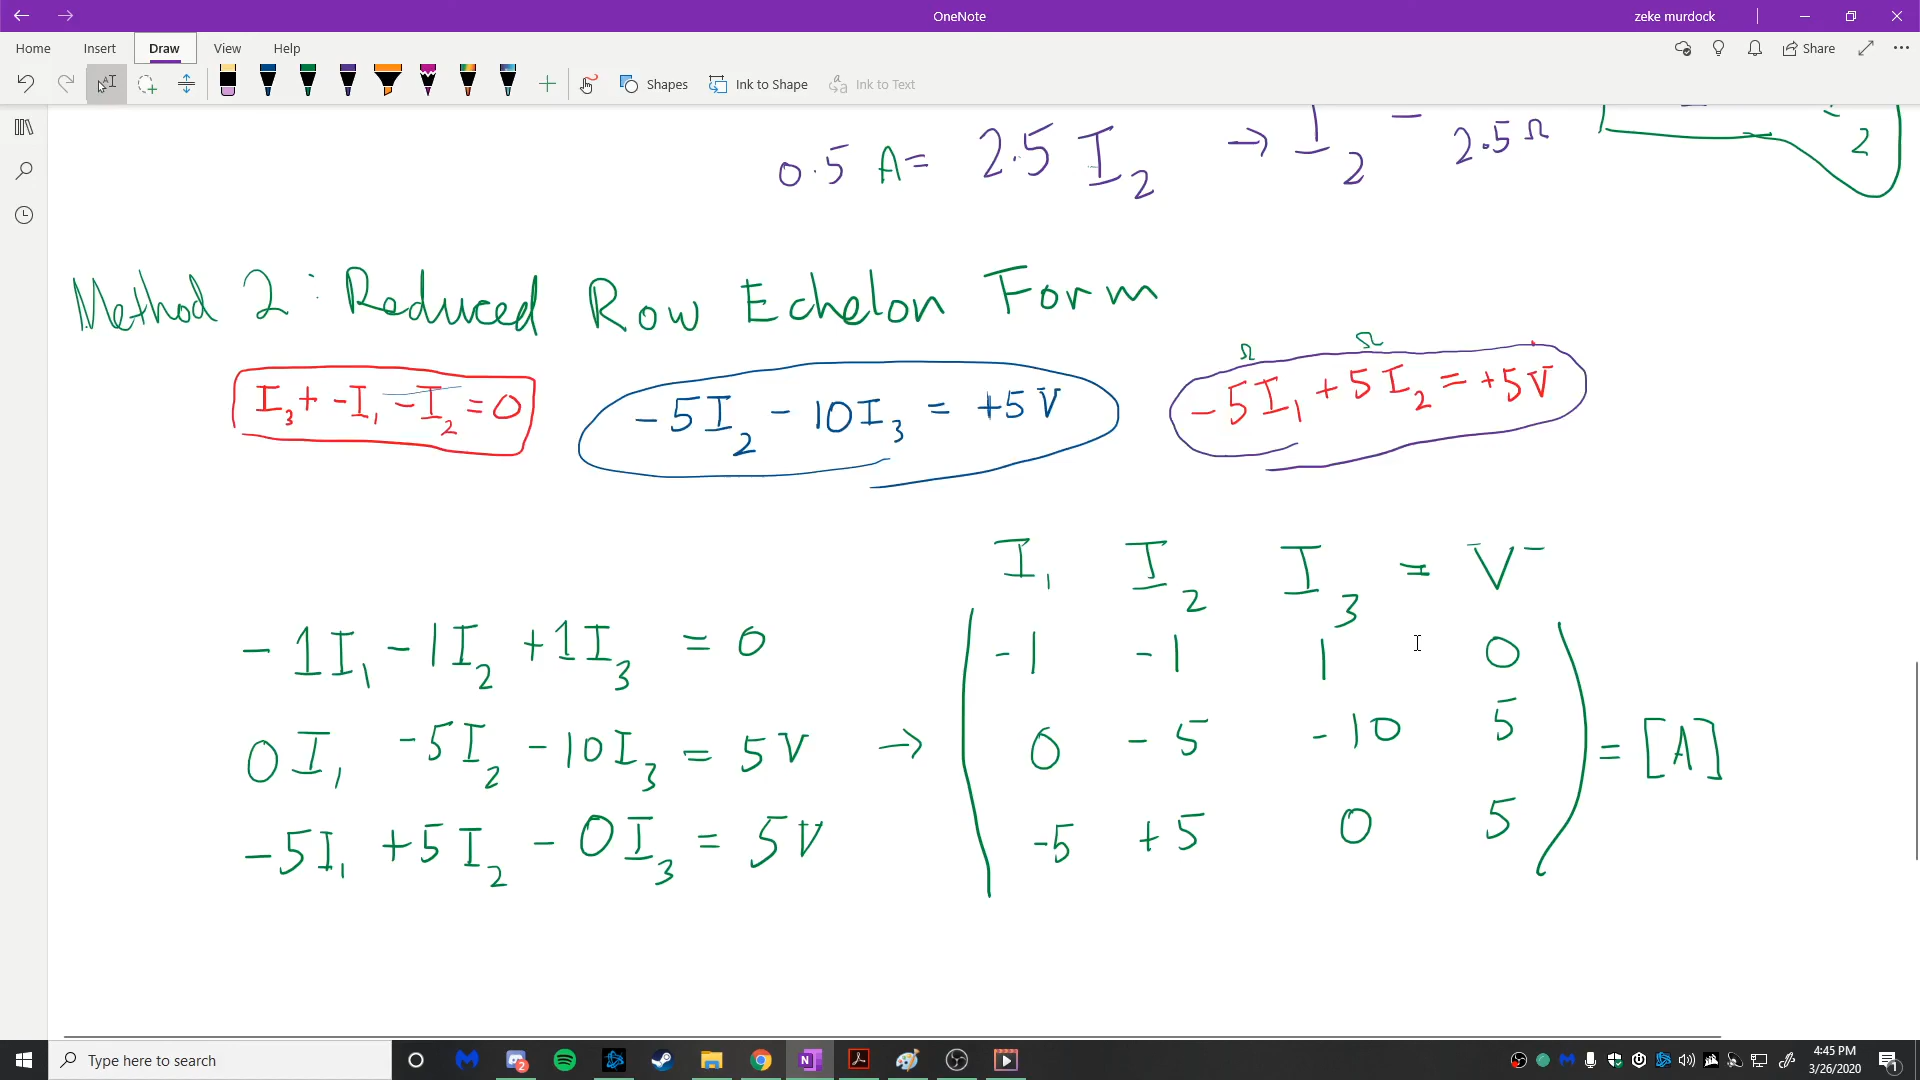 OneNote
zeke murdock
Home Insert Draw View Help
Share
Shapes Ink to Shape Ink to Text
0.5 A = 2.5 I₂ → I₂ = 2.5 Ω
2
Method 2: Reduced Row Echelon Form
I₃ + -I₁ - I₂ = 0
-5I₂ - 10I₃ = +5V
Ω Ω
-5I₁ + 5I₂ = +5V
I₁ I₂ I₃ = V
-1I₁ - 1I₂ + 1I₃ = 0
-1 -1 1 0
0I₁ -5I₂ - 10I₃ = 5V →
0 -5 -10 5
= [A]
-5I₁ + 5I₂ - 0I₃ = 5V
-5 +5 0 5
Type here to search
4:45 PM
3/26/2020